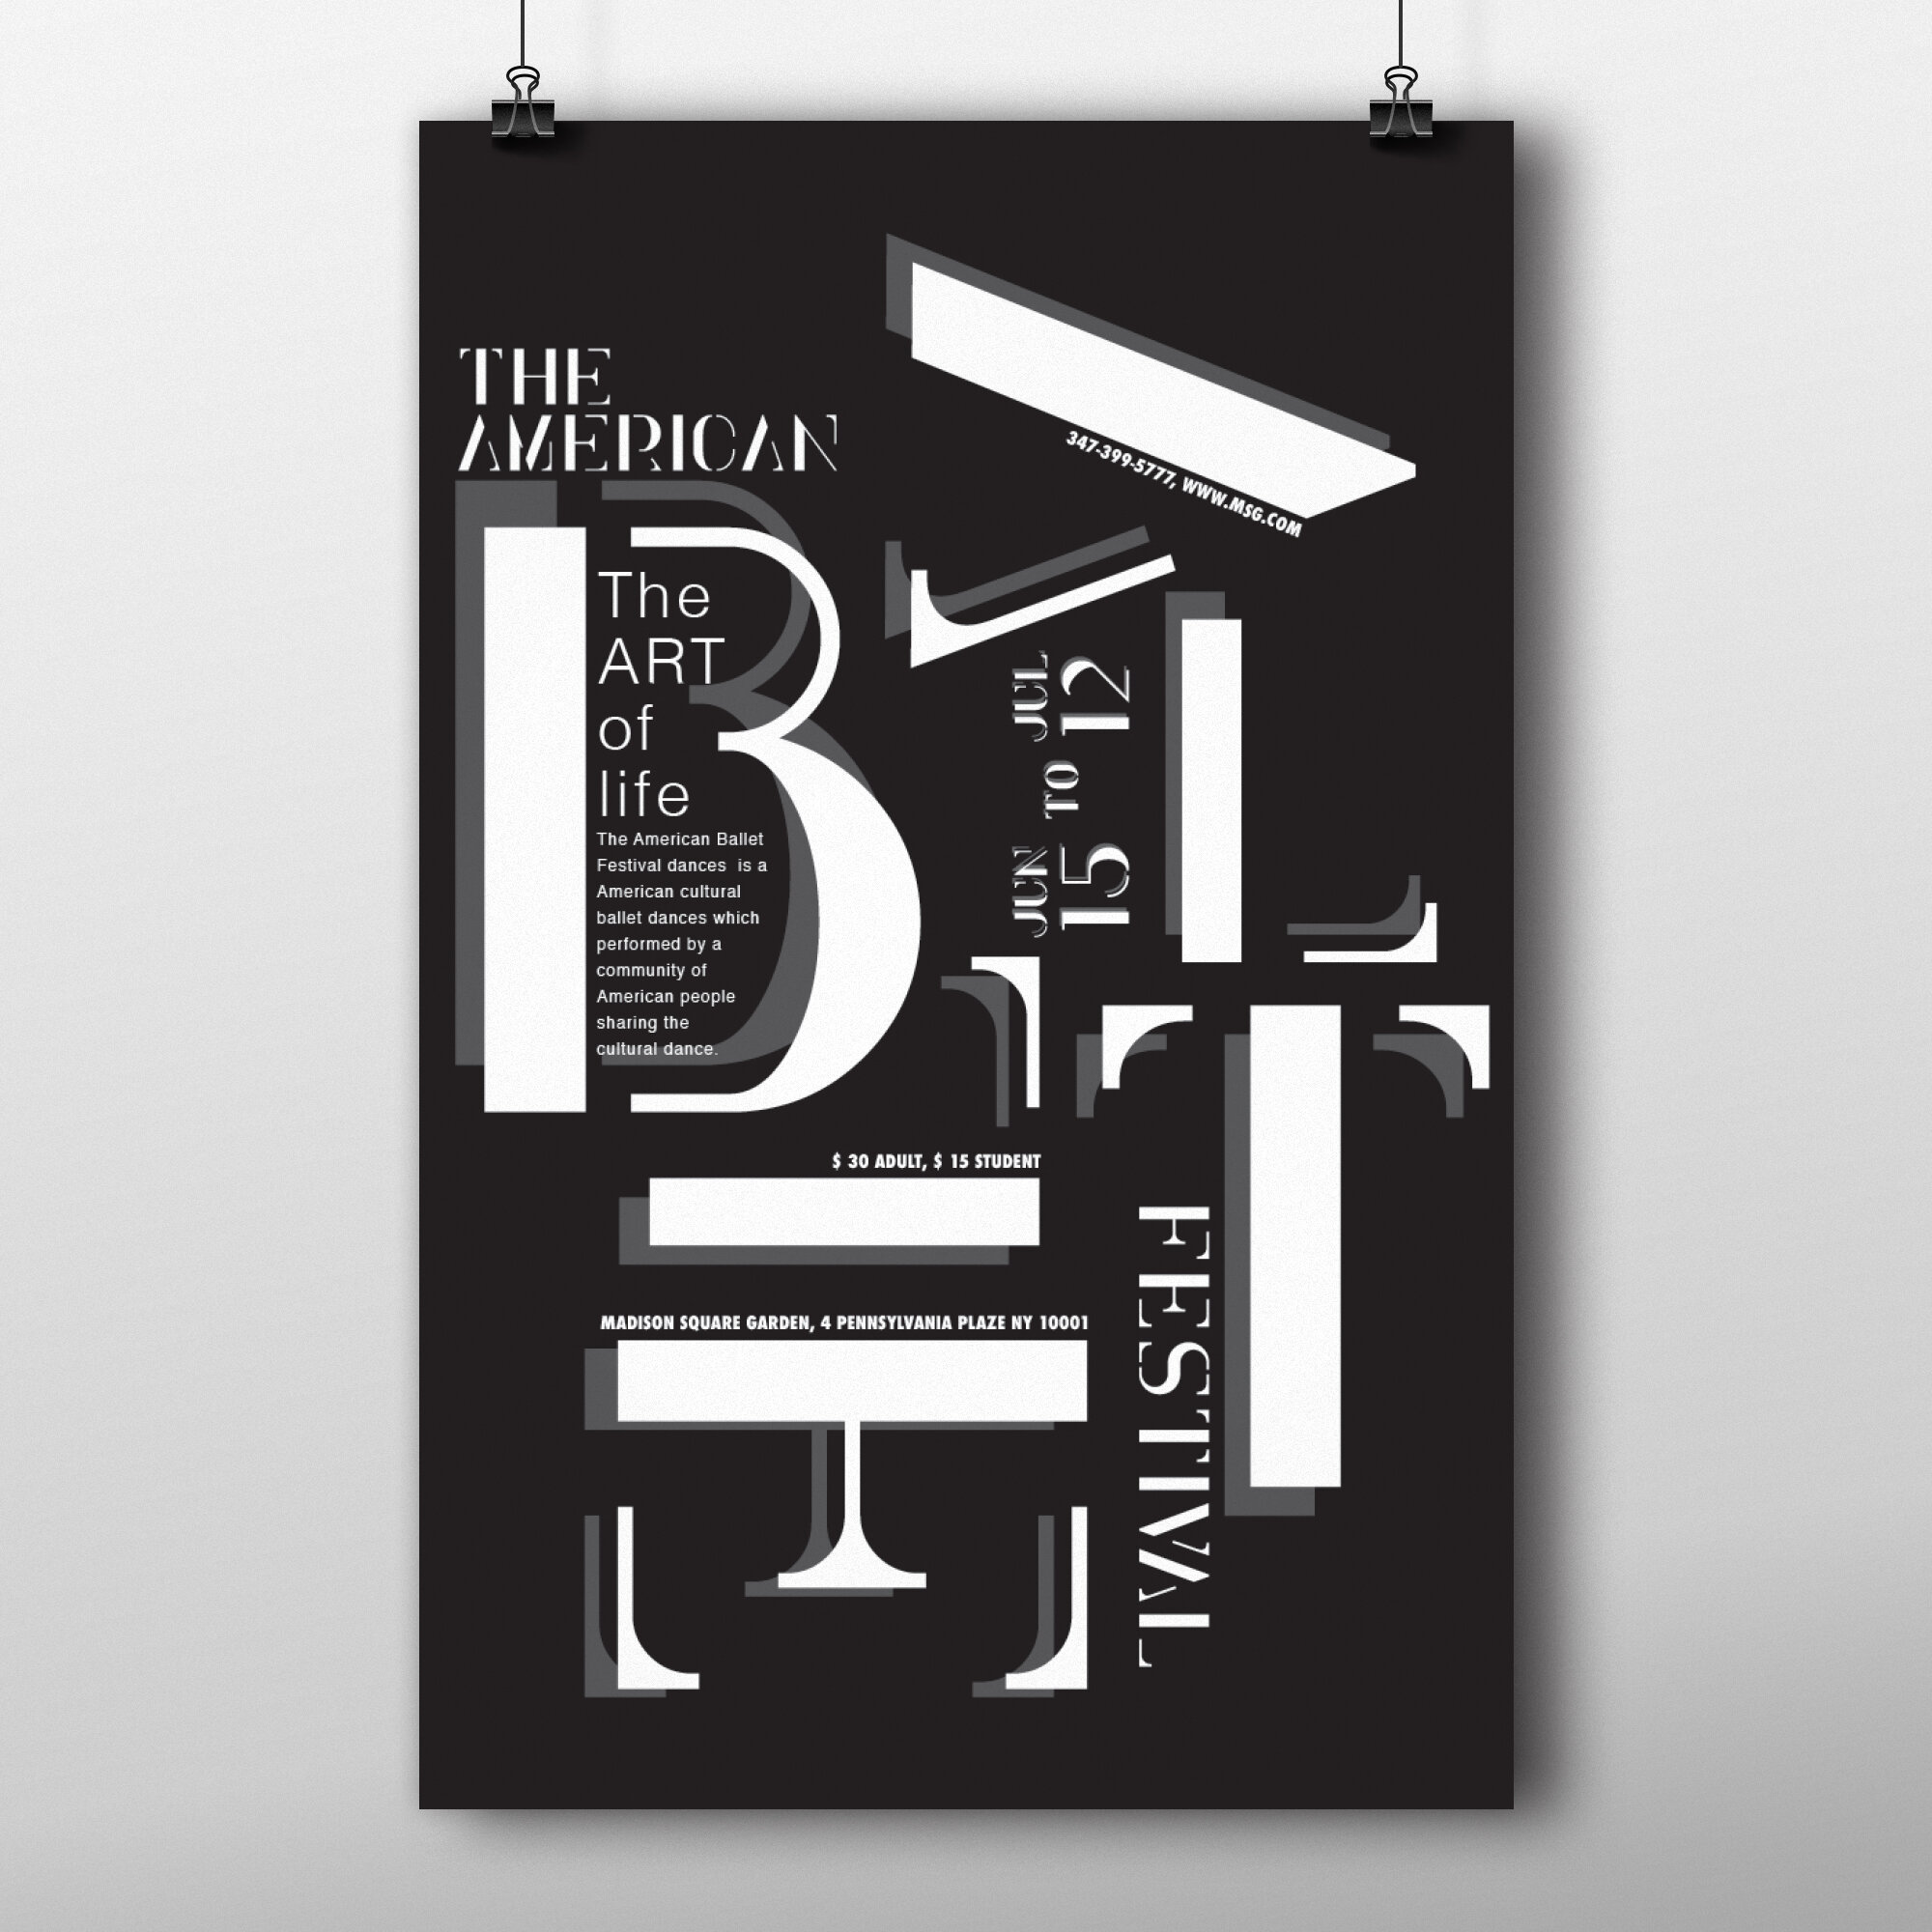 THE
AMERICAN
BALLET
FESTIVAL
The
ART
of
life
The American Ballet
Festival dances  is a
American cultural
ballet dances which
performed by a
community of
American people
sharing the
cultural dance.
347-399-5777, WWW.MSG.COM
JUN 15 TO JUL 12
$ 30 ADULT, $ 15 STUDENT
MADISON SQUARE GARDEN, 4 PENNSYLVANIA PLAZE NY 10001